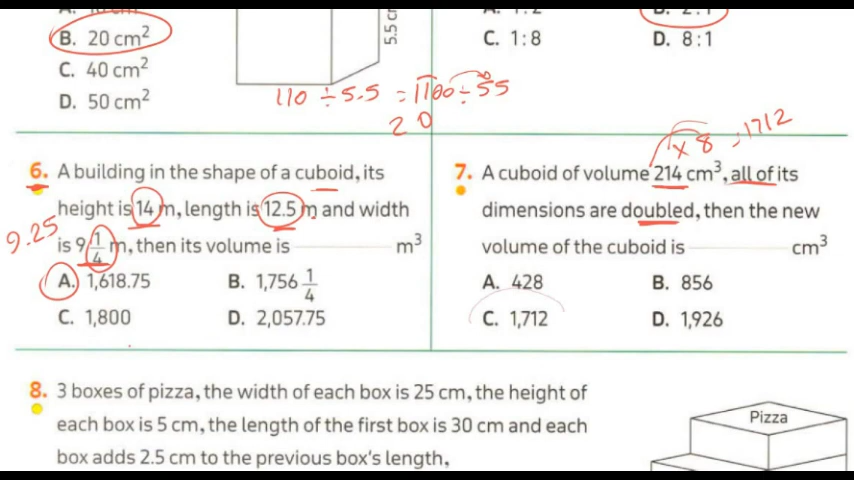 B. 20 cm²
C. 40 cm²
D. 50 cm²
5.5 cm
110 ÷ 5.5 = 1100 ÷ 55
20
C. 1:8
D. 8:1
6. A building in the shape of a cuboid, its
height is 14 m, length is 12.5 m and width
9.25
is 9 1/4 m, then its volume is m³
A. 1,618.75
B. 1,756 1/4
C. 1,800
D. 2,057.75
x 8 = 1712
7. A cuboid of volume 214 cm³, all of its
dimensions are doubled, then the new
volume of the cuboid is cm³
A. 428
B. 856
C. 1,712
D. 1,926
8. 3 boxes of pizza, the width of each box is 25 cm, the height of
each box is 5 cm, the length of the first box is 30 cm and each
box adds 2.5 cm to the previous box's length,
Pizza